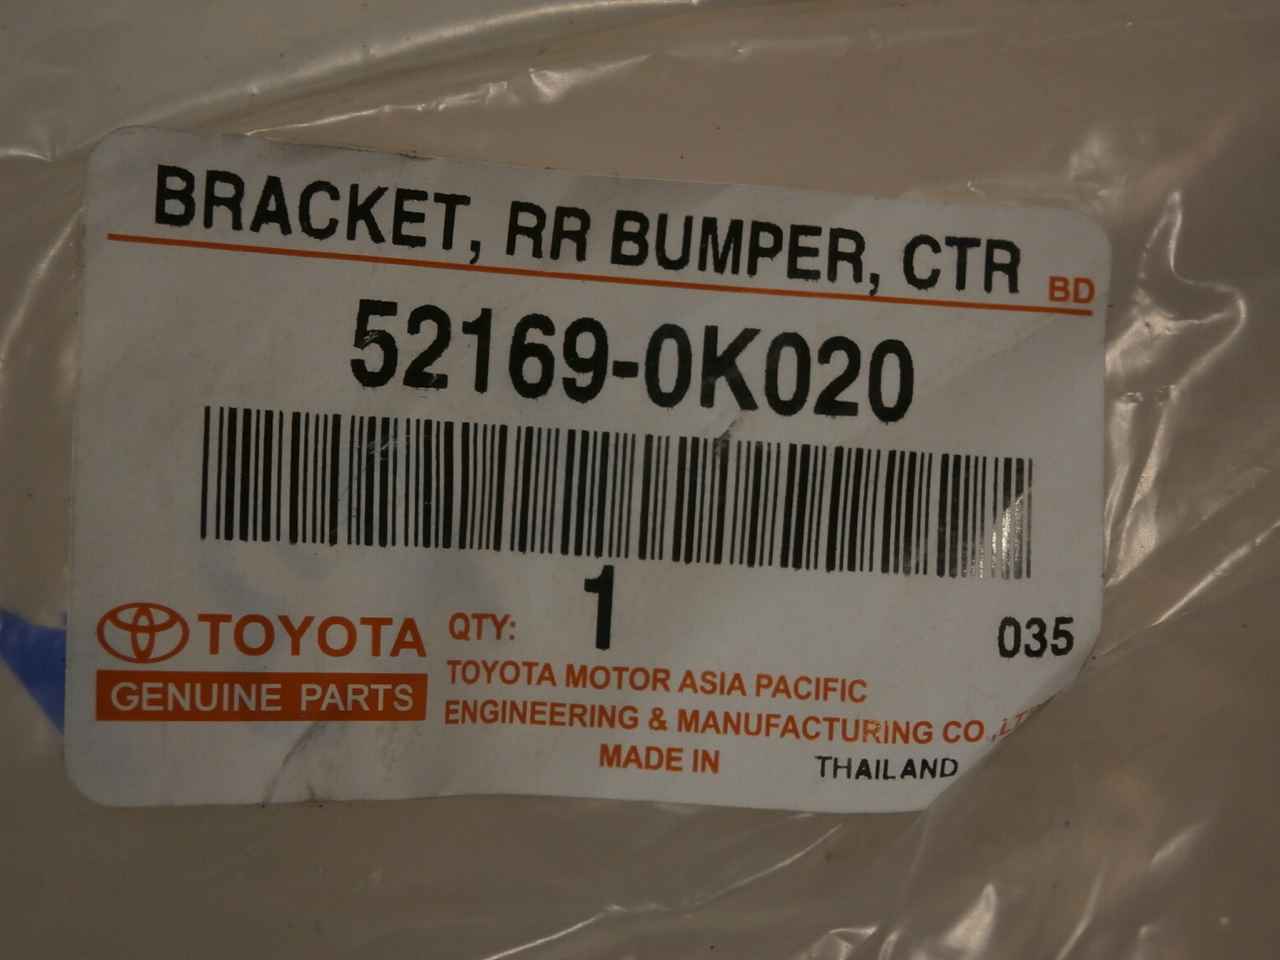 BRACKET, RR BUMPER, CTR BD
52169-0K020
1
035
TOYOTA
GENUINE PARTS
QTY:
TOYOTA MOTOR ASIA PACIFIC
ENGINEERING & MANUFACTURING CO.,LT
MADE IN THAILAND